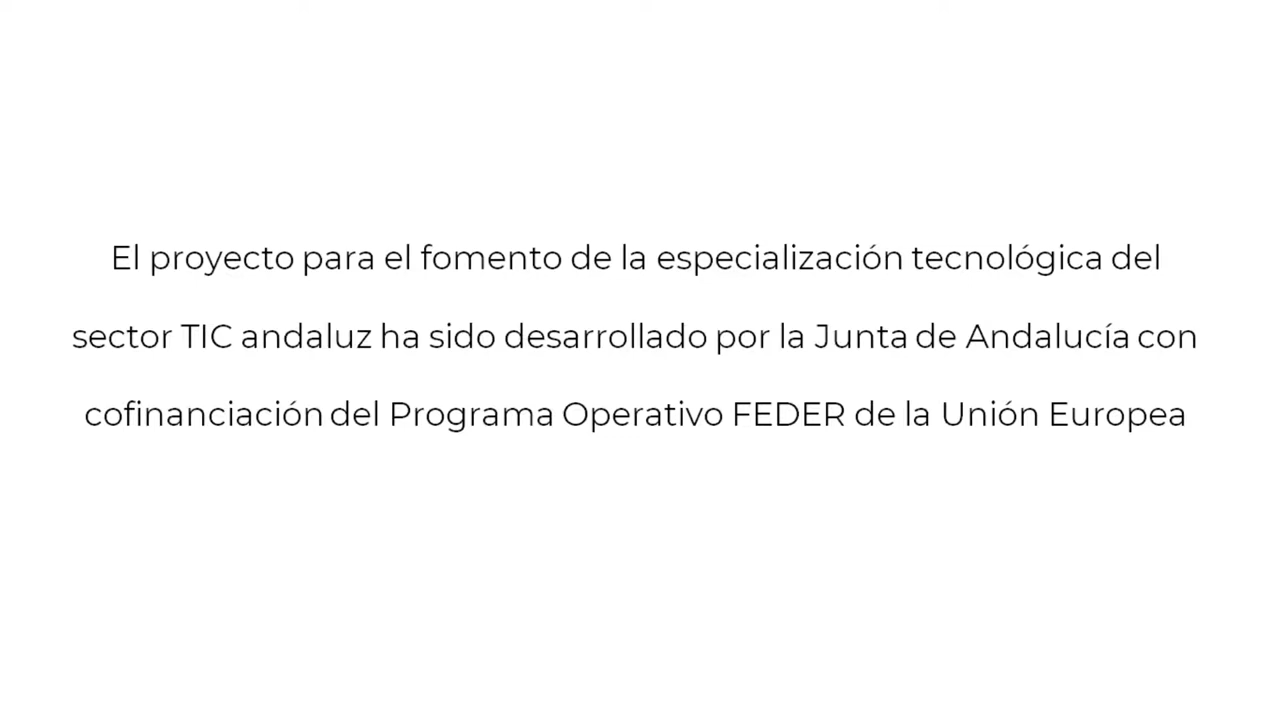 El proyecto para el fomento de la especialización tecnológica del
sector TIC andaluz ha sido desarrollado por la Junta de Andalucía con
cofinanciación del Programa Operativo FEDER de la Unión Europea